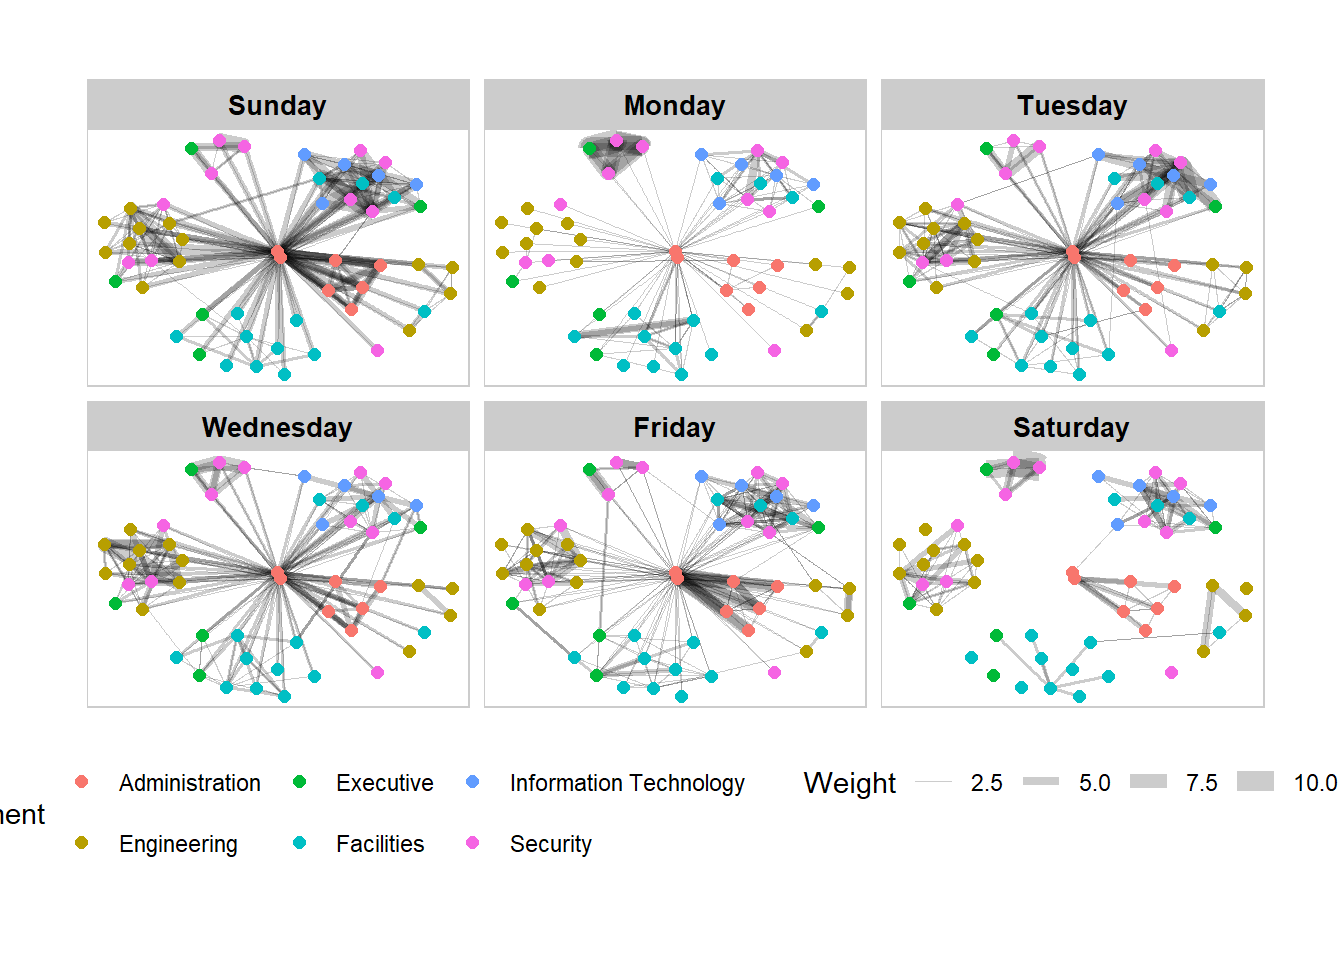 Sunday
Monday
Tuesday
Wednesday
Friday
Saturday
Administration Executive Information Technology Weight 2.5 5.0 7.5 10.0
Engineering Facilities Security